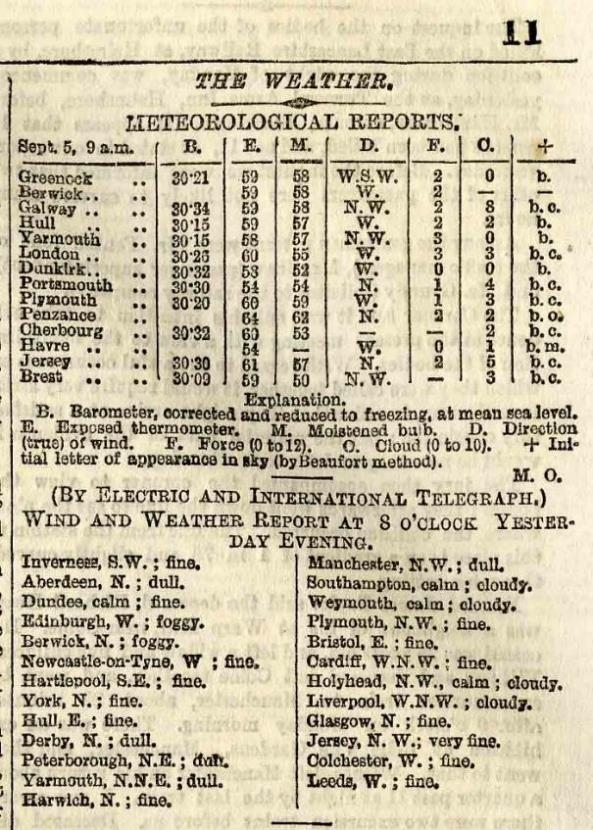 11
THE WEATHER.
METEOROLOGICAL REPORTS.
Sept. 5, 9 a.m. B. E. M. D. F. C. +
Greenock .. 30·21 59 58 W.S.W. 2 0 b.
Berwick.. .. 59 58 W. 2 — —
Galway .. .. 30·34 59 58 N.W. 2 8 b.c.
Hull .. .. 30·15 59 57 W. 2 2 b.
Yarmouth .. 30·15 58 57 N.W. 3 0 b.
London .. .. 30·26 60 55 W. 3 3 b.c.
Dunkirk.. .. 30·32 58 52 W. 0 0 b.
Portsmouth .. 30·30 54 54 N. 1 4 b.c.
Plymouth .. 30·20 60 59 W. 1 3 b.c.
Penzance .. 64 62 N. 2 2 b.c.
Cherbourg .. 30·32 60 53 — — 2 b.c.
Havre .. .. 54 — W. 0 1 b.m.
Jersey .. .. 30·30 61 57 N. 2 5 b.c.
Brest .. .. 30·09 59 50 N.W. — 3 b.c.
Explanation.
B. Barometer, corrected and reduced to freezing, at mean sea level.
E. Exposed thermometer. M. Moistened bulb. D. Direction
(true) of wind. F. Force (0 to 12). C. Cloud (0 to 10). + Ini-
tial letter of appearance in sky (by Beaufort method).
M. O.
(BY ELECTRIC AND INTERNATIONAL TELEGRAPH.)
WIND AND WEATHER REPORT AT 8 O'CLOCK YESTER-
DAY EVENING.
Inverness, S.W.; fine.
Aberdeen, N.; dull.
Dundee, calm; fine.
Edinburgh, W.; foggy.
Berwick, N.; foggy.
Newcastle-on-Tyne, W; fine.
Hartlepool, S.E.; fine.
York, N.; fine.
Hull, E.; fine.
Derby, N.; dull.
Peterborough, N.E.; dull.
Yarmouth, N.N.E.; dull.
Harwich, N.; fine.
Manchester, N.W.; dull.
Southampton, calm; cloudy.
Weymouth, calm; cloudy.
Plymouth, N.W.; fine.
Bristol, E.; fine.
Cardiff, W.N.W.; fine.
Holyhead, N.W., calm; cloudy.
Liverpool, W.N.W.; cloudy.
Glasgow, N.; fine.
Jersey, N. W.; very fine.
Colchester, W.; fine.
Leeds, W.; fine.